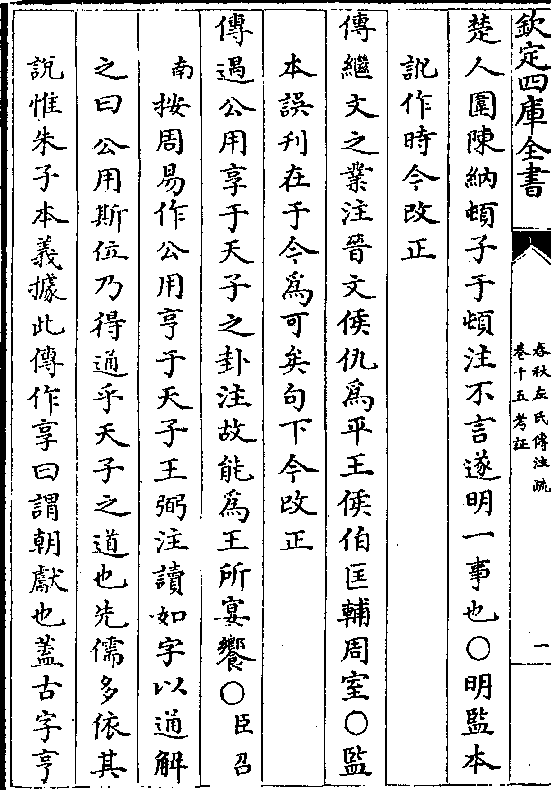 欽定四庫全書
春秋左氏傳注疏
卷十五考証
一
楚人圍陳納頓子于頓注不言遂明一事也○明監本
訛作時今改正
傳繼文之業注晉文侯仇為平王侯伯匡輔周室○監
本誤刊在于今為可矣句下今改正
傳遇公用享于天子之卦注故能為王所宴饗○臣召
南按周易作公用亨于天子王弼注讀如字以通解
之曰公用斯位乃得通乎天子之道也先儒多依其
說惟朱子本義據此傳作享曰謂朝獻也蓋古字亨